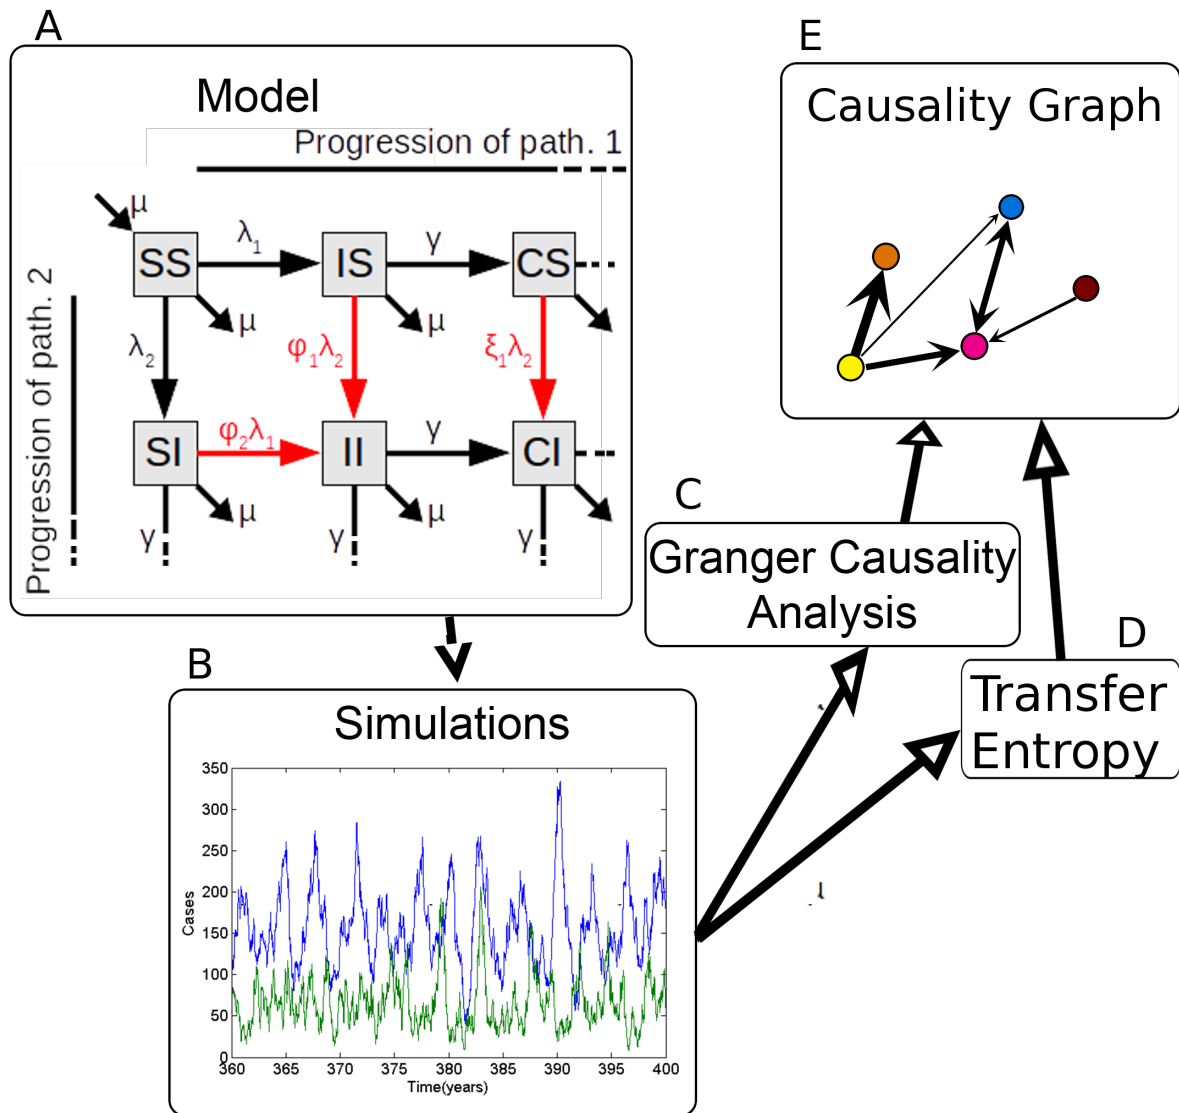 A
Model
Progression of path. 1
Progression of path. 2
μ
SS
λ1
IS
γ
CS
μ
μ
λ2
φ1λ2
ξ1λ2
SI
φ2λ1
II
γ
CI
μ
μ
γ
γ
γ
B
Simulations
350
300
250
200
150
100
50
0
Cases
360 365 370 375 380 385 390 395 400
Time(years)
C
Granger Causality
Analysis
D
Transfer
Entropy
E
Causality Graph